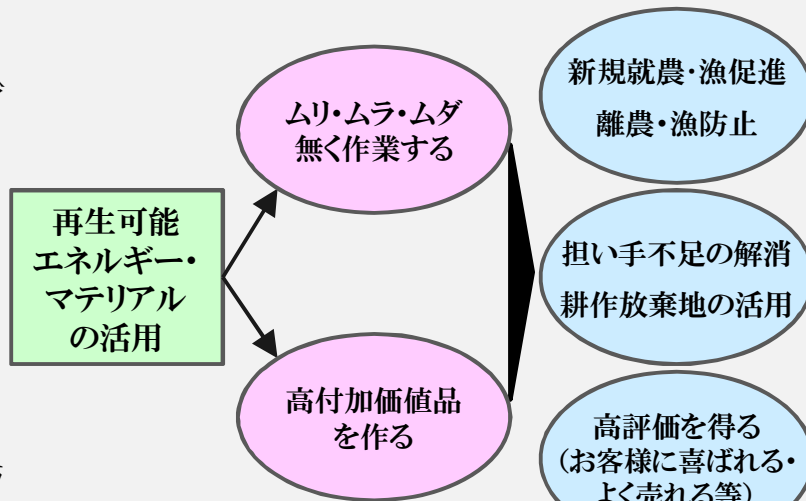 再生可能
エネルギー・
マテリアル
の活用
ムリ・ムラ・ムダ
無く作業する
高付加価値品
を作る
新規就農・漁促進
離農・漁防止
担い手不足の解消
耕作放棄地の活用
高評価を得る
(お客様に喜ばれる・
よく売れる等)